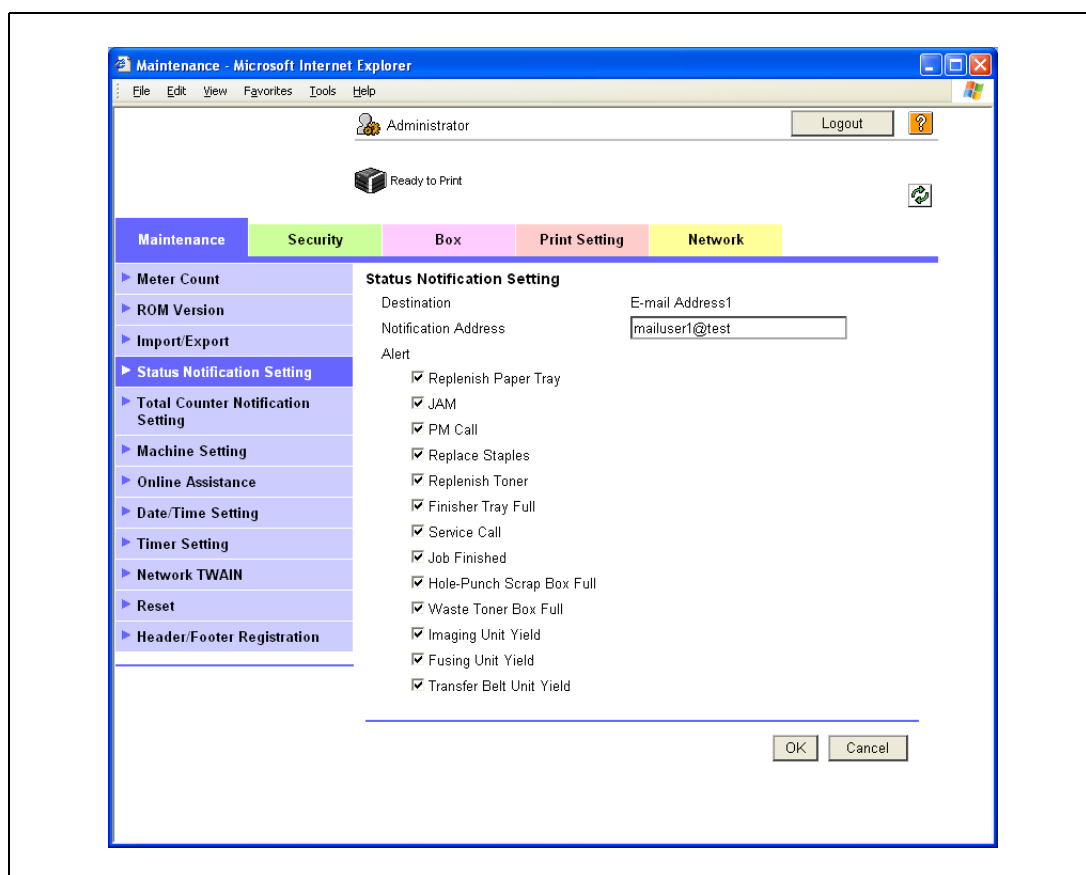 Maintenance - Microsoft Internet Explorer
File Edit View Favorites Tools Help
Administrator
Logout
?
Ready to Print
Maintenance Security Box Print Setting Network
Meter Count
ROM Version
Import/Export
Status Notification Setting
Total Counter Notification
Setting
Machine Setting
Online Assistance
Date/Time Setting
Timer Setting
Network TWAIN
Reset
Header/Footer Registration
Status Notification Setting
Destination E-mail Address1
Notification Address mailuser1@test
Alert
Replenish Paper Tray
JAM
PM Call
Replace Staples
Replenish Toner
Finisher Tray Full
Service Call
Job Finished
Hole-Punch Scrap Box Full
Waste Toner Box Full
Imaging Unit Yield
Fusing Unit Yield
Transfer Belt Unit Yield
OK Cancel